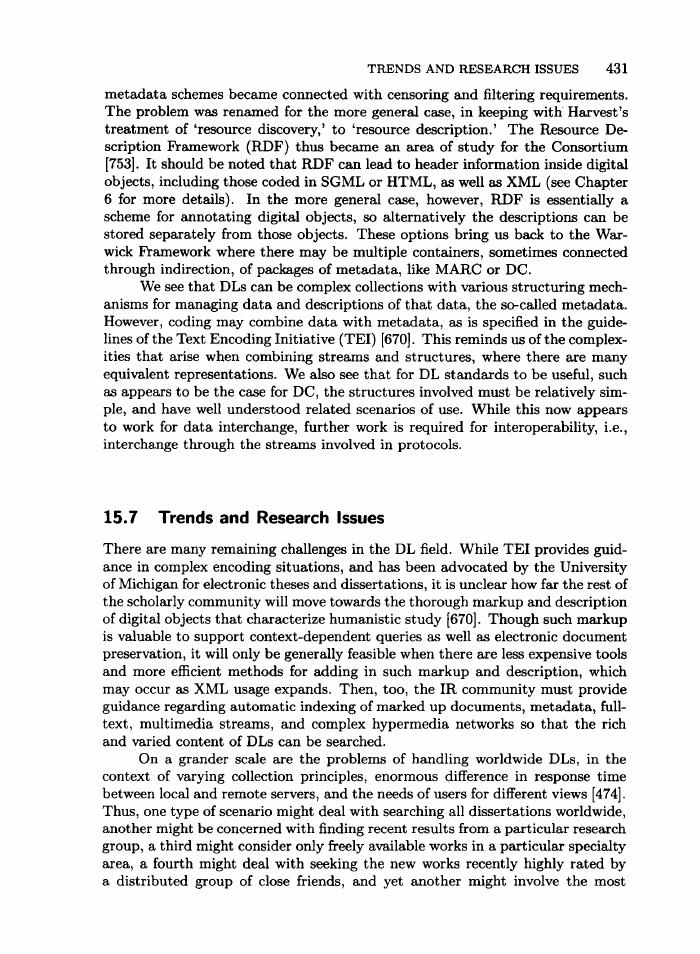 TRENDS AND RESEARCH ISSUES 431
metadata schemes became connected with censoring and filtering requirements.
The problem was renamed for the more general case, in keeping with Harvest's
treatment of 'resource discovery,' to 'resource description.' The Resource De-
scription Framework (RDF) thus became an area of study for the Consortium
[753]. It should be noted that RDF can lead to header information inside digital
objects, including those coded in SGML or HTML, as well as XML (see Chapter
6 for more details). In the more general case, however, RDF is essentially a
scheme for annotating digital objects, so alternatively the descriptions can be
stored separately from those objects. These options bring us back to the War-
wick Framework where there may be multiple containers, sometimes connected
through indirection, of packages of metadata, like MARC or DC.
We see that DLs can be complex collections with various structuring mech-
anisms for managing data and descriptions of that data, the so-called metadata.
However, coding may combine data with metadata, as is specified in the guide-
lines of the Text Encoding Initiative (TEI) [670]. This reminds us of the complex-
ities that arise when combining streams and structures, where there are many
equivalent representations. We also see that for DL standards to be useful, such
as appears to be the case for DC, the structures involved must be relatively sim-
ple, and have well understood related scenarios of use. While this now appears
to work for data interchange, further work is required for interoperability, i.e.,
interchange through the streams involved in protocols.
15.7 Trends and Research Issues
There are many remaining challenges in the DL field. While TEI provides guid-
ance in complex encoding situations, and has been advocated by the University
of Michigan for electronic theses and dissertations, it is unclear how far the rest of
the scholarly community will move towards the thorough markup and description
of digital objects that characterize humanistic study [670]. Though such markup
is valuable to support context-dependent queries as well as electronic document
preservation, it will only be generally feasible when there are less expensive tools
and more efficient methods for adding in such markup and description, which
may occur as XML usage expands. Then, too, the IR community must provide
guidance regarding automatic indexing of marked up documents, metadata, full-
text, multimedia streams, and complex hypermedia networks so that the rich
and varied content of DLs can be searched.
On a grander scale are the problems of handling worldwide DLs, in the
context of varying collection principles, enormous difference in response time
between local and remote servers, and the needs of users for different views [474].
Thus, one type of scenario might deal with searching all dissertations worldwide,
another might be concerned with finding recent results from a particular research
group, a third might consider only freely available works in a particular specialty
area, a fourth might deal with seeking the new works recently highly rated by
a distributed group of close friends, and yet another might involve the most